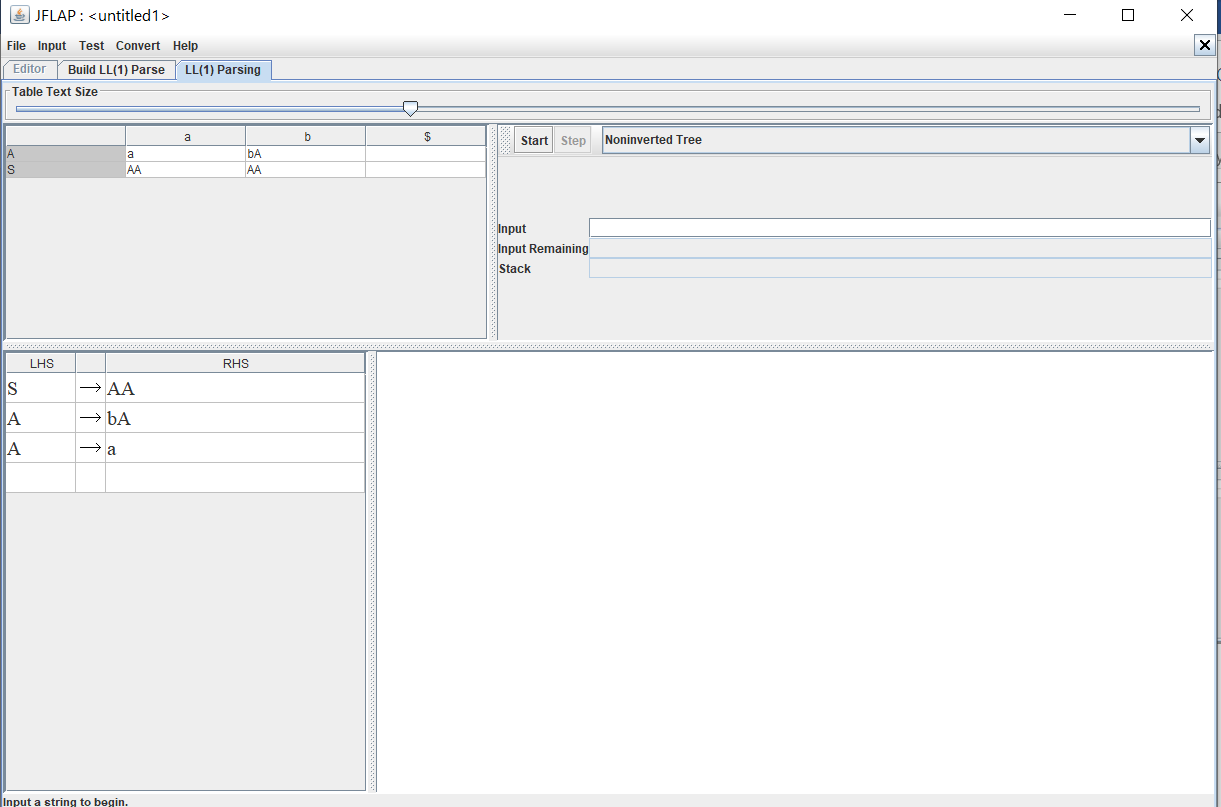 JFLAP : <untitled1>
File Input Test Convert Help
Editor Build LL(1) Parse LL(1) Parsing
Table Text Size
a b $
A a bA
S AA AA
Start Step Noninverted Tree
Input
Input Remaining
Stack
LHS RHS
S → AA
A → bA
A → a
Input a string to begin.